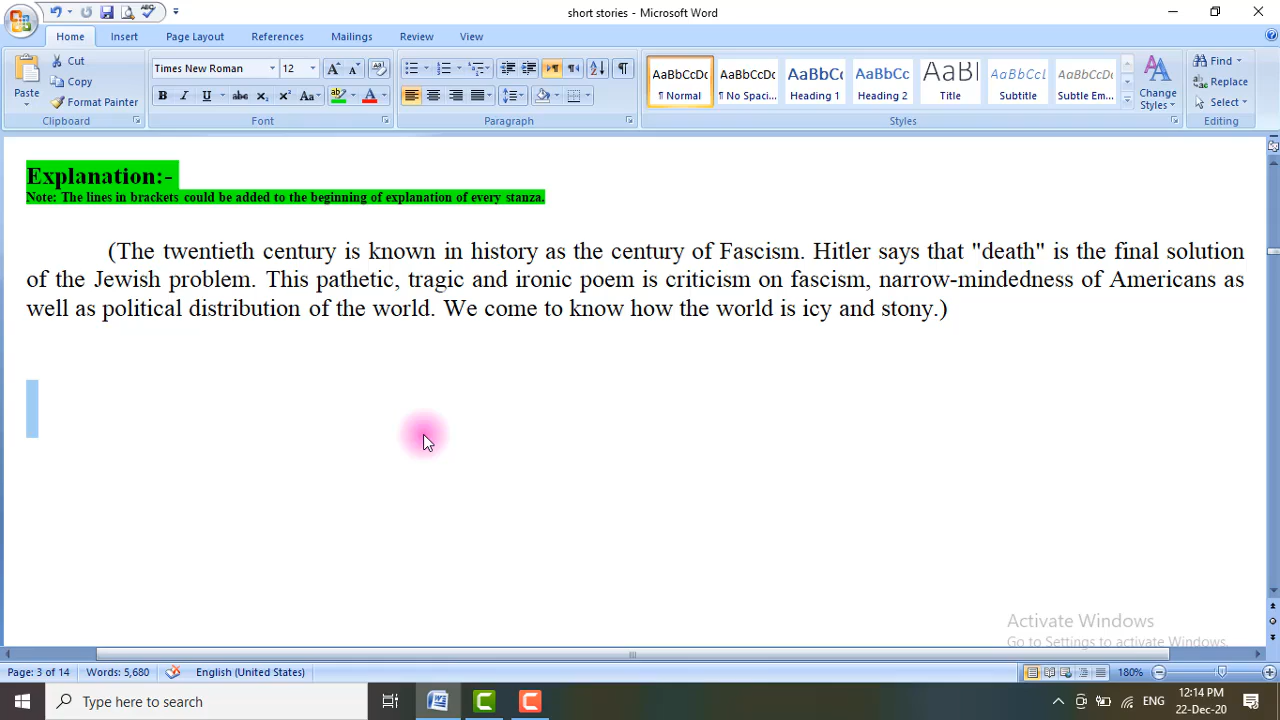 short stories - Microsoft Word
Home Insert Page Layout References Mailings Review View
Paste
Cut
Copy
Format Painter
Clipboard
Times New Roman 12
B I U abe x₂ x² Aa
Font
Paragraph
AaBbCcDc AaBbCcDc AaBbC AaBbCc AaBl AaBbCcL AaBbCcDc
¶ Normal ¶ No Spaci... Heading 1 Heading 2 Title Subtitle Subtle Em...
Change Styles
Styles
Find
Replace
Select
Editing
Explanation:-
Note: The lines in brackets could be added to the beginning of explanation of every stanza.
(The twentieth century is known in history as the century of Fascism. Hitler says that "death" is the final solution
of the Jewish problem. This pathetic, tragic and ironic poem is criticism on fascism, narrow-mindedness of Americans as
well as political distribution of the world. We come to know how the world is icy and stony.)
Activate Windows
Go to Settings to activate Windows.
Page: 3 of 14 Words: 5,680 English (United States) 180%
Type here to search
ENG
12:14 PM
22-Dec-20